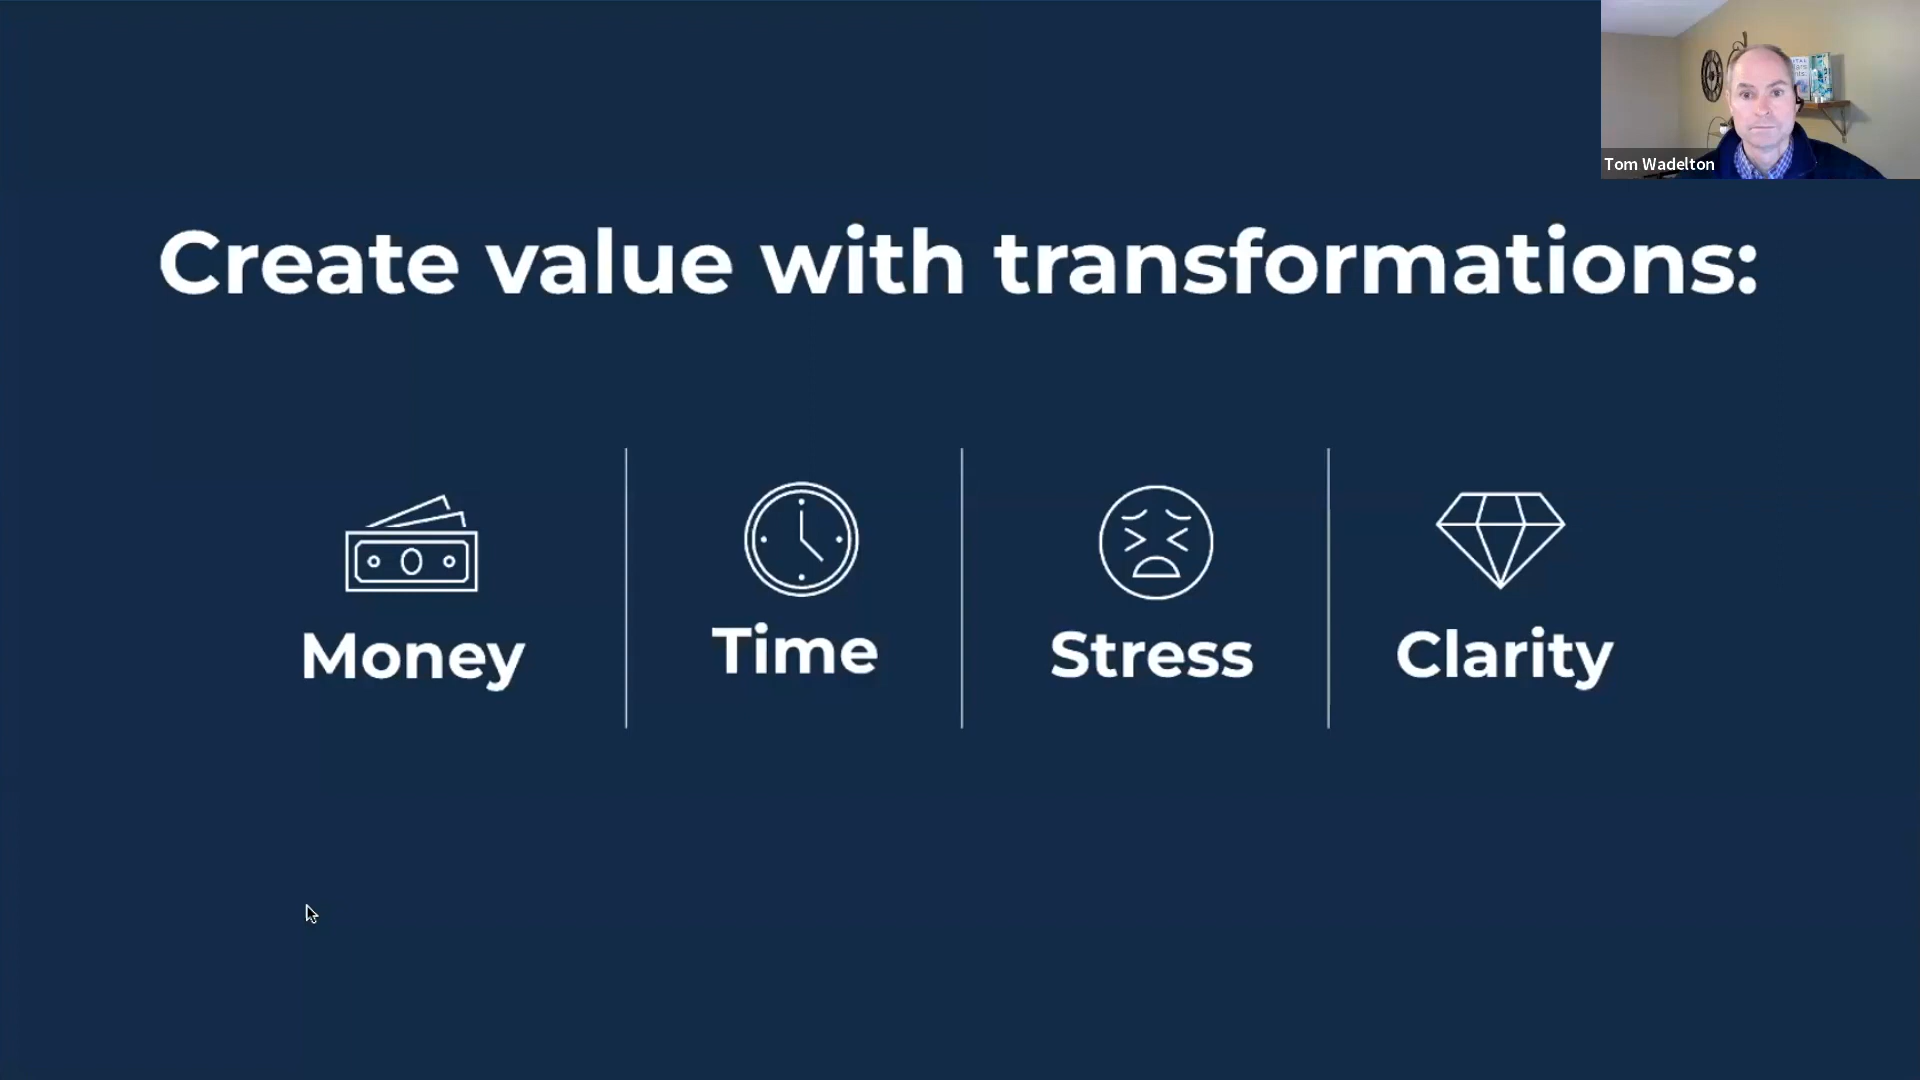 Tom Wadelton
Create value with transformations:
Money
Time
Stress
Clarity